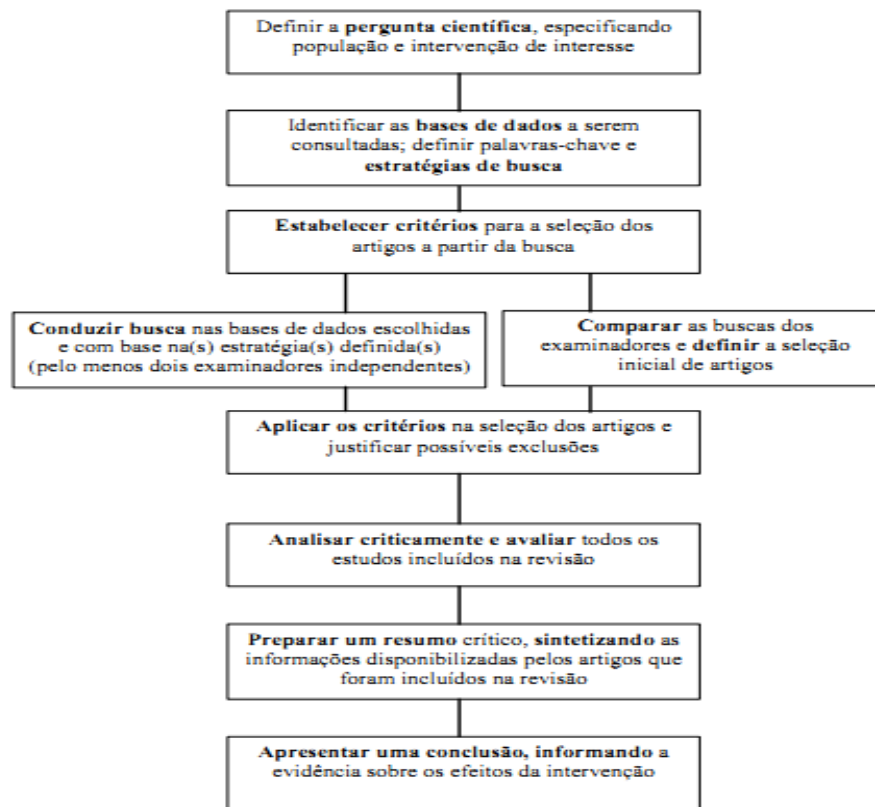 Definir a pergunta científica, especificando
população e intervenção de interesse
Identificar as bases de dados a serem
consultadas; definir palavras-chave e
estratégias de busca
Estabelecer critérios para a seleção dos
artigos a partir da busca
Conduzir busca nas bases de dados escolhidas
e com base na(s) estratégia(s) definida(s)
(pelo menos dois examinadores independentes)
Comparar as buscas dos
examinadores e definir a seleção
inicial de artigos
Aplicar os critérios na seleção dos artigos e
justificar possíveis exclusões
Analisar criticamente e avaliar todos os
estudos incluídos na revisão
Preparar um resumo crítico, sintetizando as
informações disponibilizadas pelos artigos que
foram incluídos na revisão
Apresentar uma conclusão, informando a
evidência sobre os efeitos da intervenção